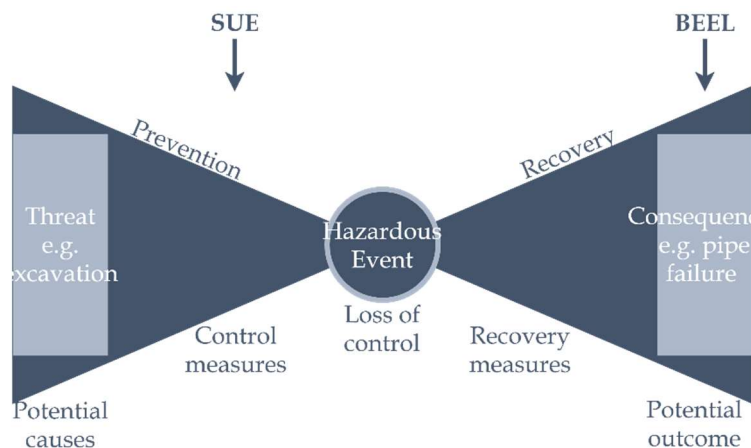 SUE
BEEL
Prevention
Recovery
Threat
e.g.
excavation
Hazardous
Event
Consequenc
e.g. pipe
failure
Loss of
control
Control
measures
Recovery
measures
Potential
causes
Potential
outcome